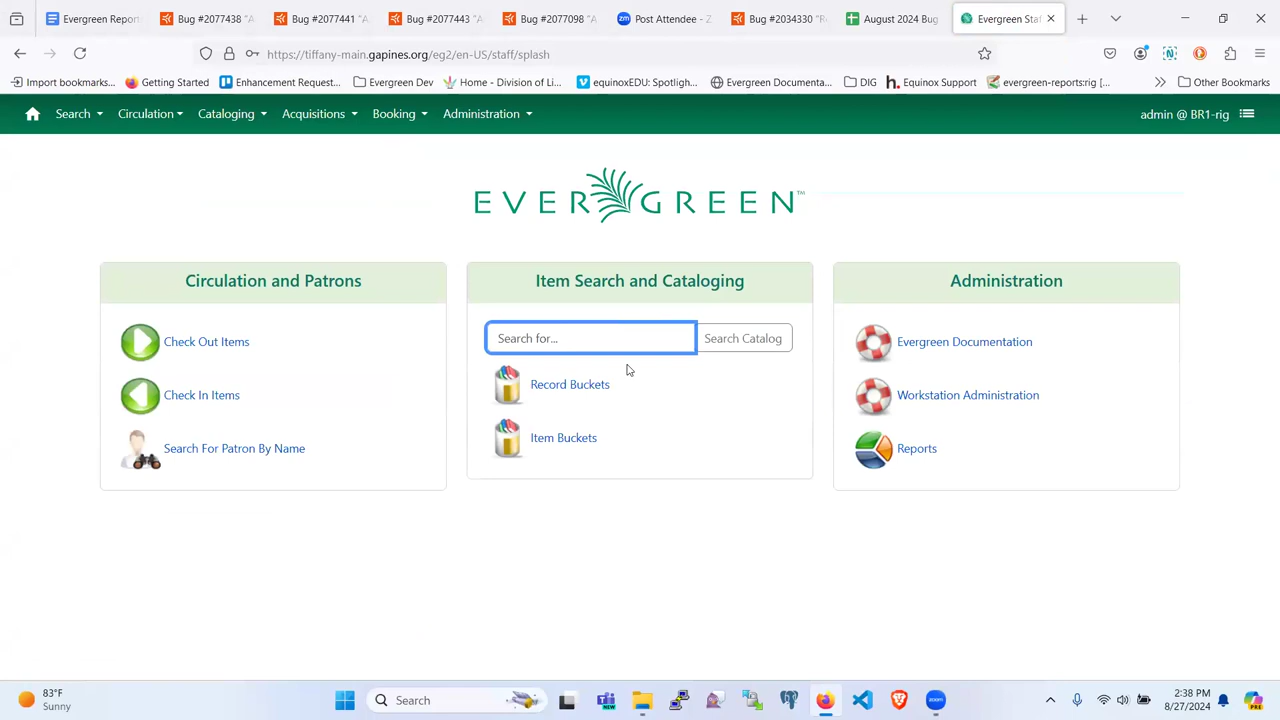 Evergreen Report
Bug #2077438 "A
Bug #2077441 "A
Bug #2077443 "A
Bug #2077098 "A
Post Attendee - Z
Bug #2034330 "Re
August 2024 Bug
Evergreen Staf
https://tiffany-main.gapines.org/eg2/en-US/staff/splash
Import bookmarks...
Getting Started
Enhancement Request...
Evergreen Dev
Home - Division of Li...
equinoxEDU: Spotligh...
Evergreen Documenta...
DIG
Equinox Support
evergreen-reports:rig [...
Other Bookmarks
Search
Circulation
Cataloging
Acquisitions
Booking
Administration
admin @ BR1-rig
EVERGREEN™
Circulation and Patrons
Check Out Items
Check In Items
Search For Patron By Name
Item Search and Cataloging
Search for...
Search Catalog
Record Buckets
Item Buckets
Administration
Evergreen Documentation
Workstation Administration
Reports
83°F
Sunny
Search
zoom
2:38 PM
8/27/2024